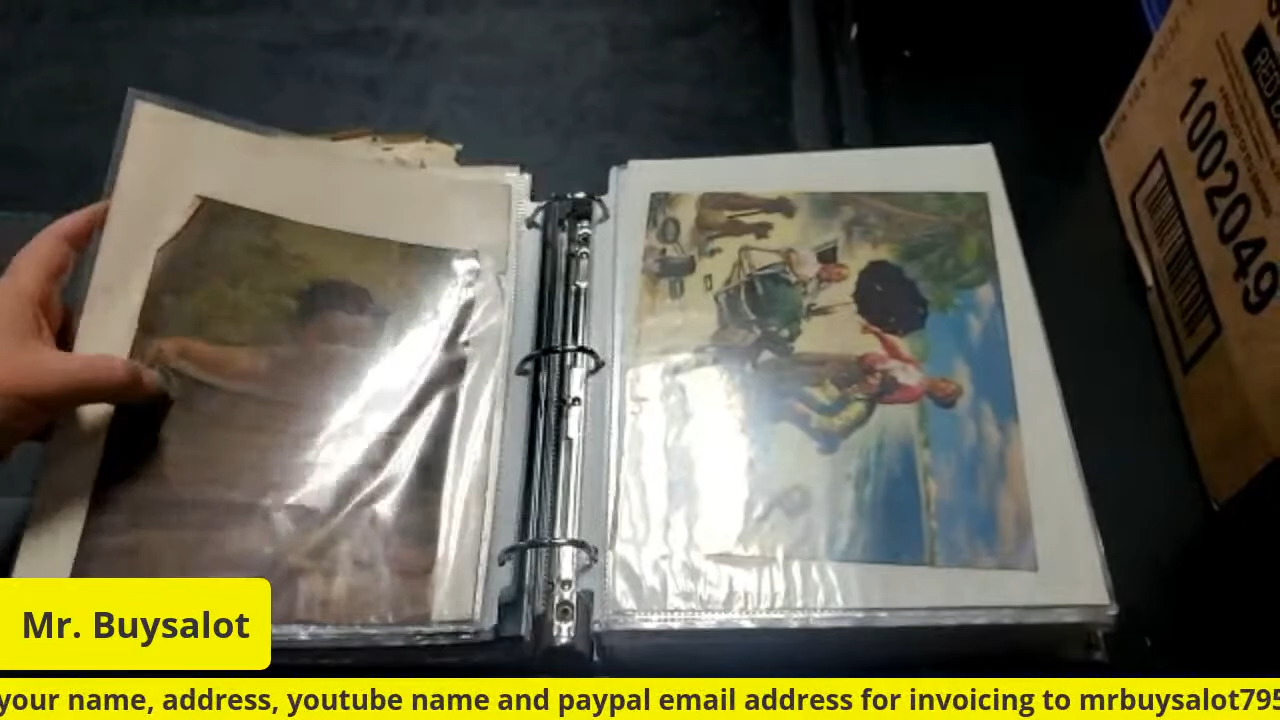 1002049
Mr. Buysalot
your name, address, youtube name and paypal email address for invoicing to mrbuysalot795